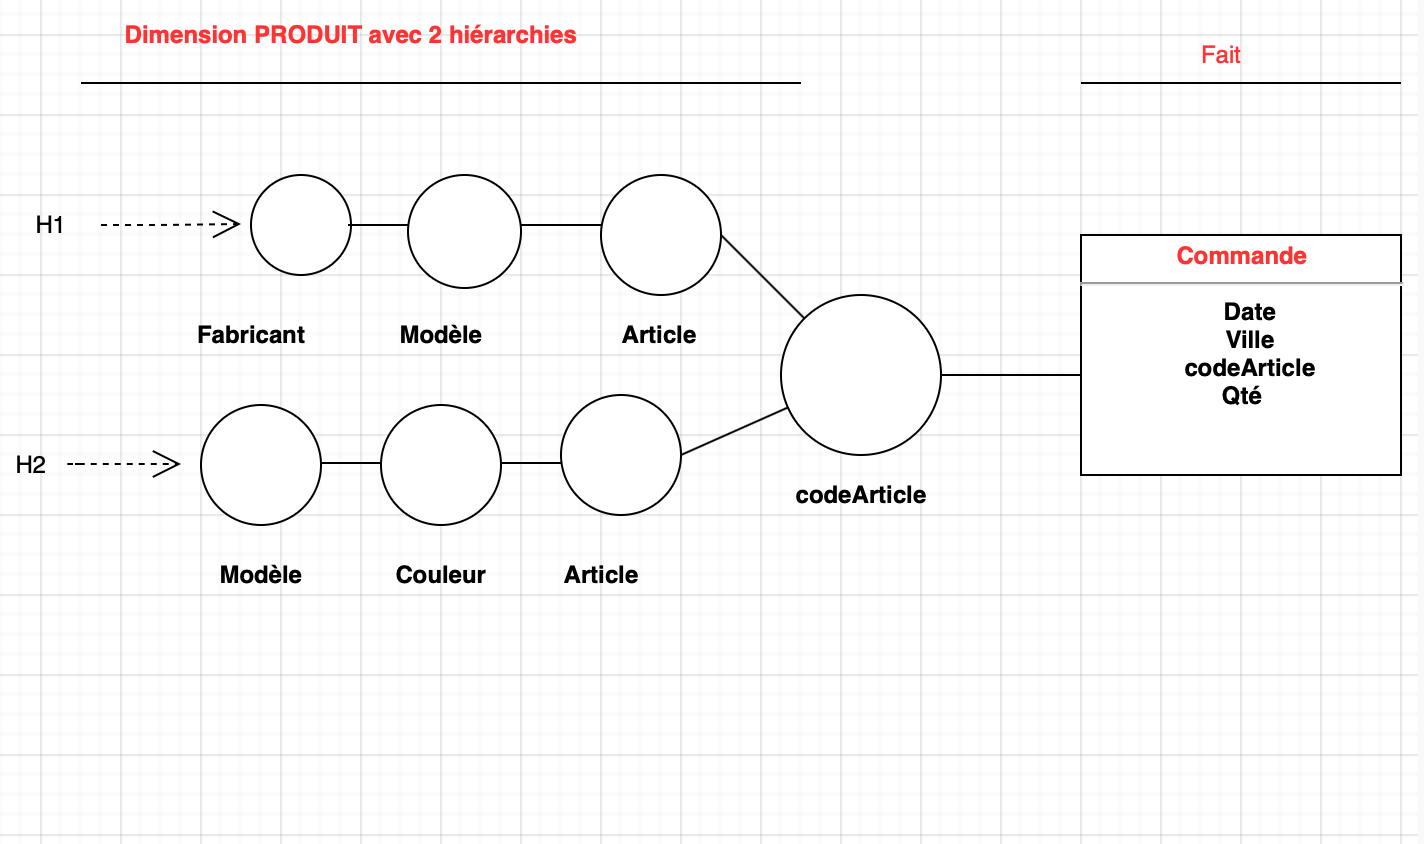 Dimension PRODUIT avec 2 hiérarchies
Fait
H1
Fabricant
Modèle
Article
Commande
Date
Ville
codeArticle
Qté
H2
codeArticle
Modèle
Couleur
Article